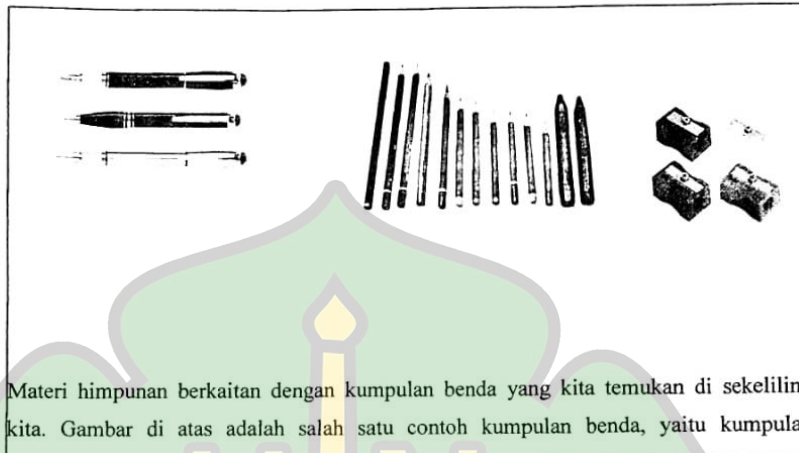 Materi himpunan berkaitan dengan kumpulan benda yang kita temukan di sekelilin
kita. Gambar di atas adalah salah satu contoh kumpulan benda, yaitu kumpula